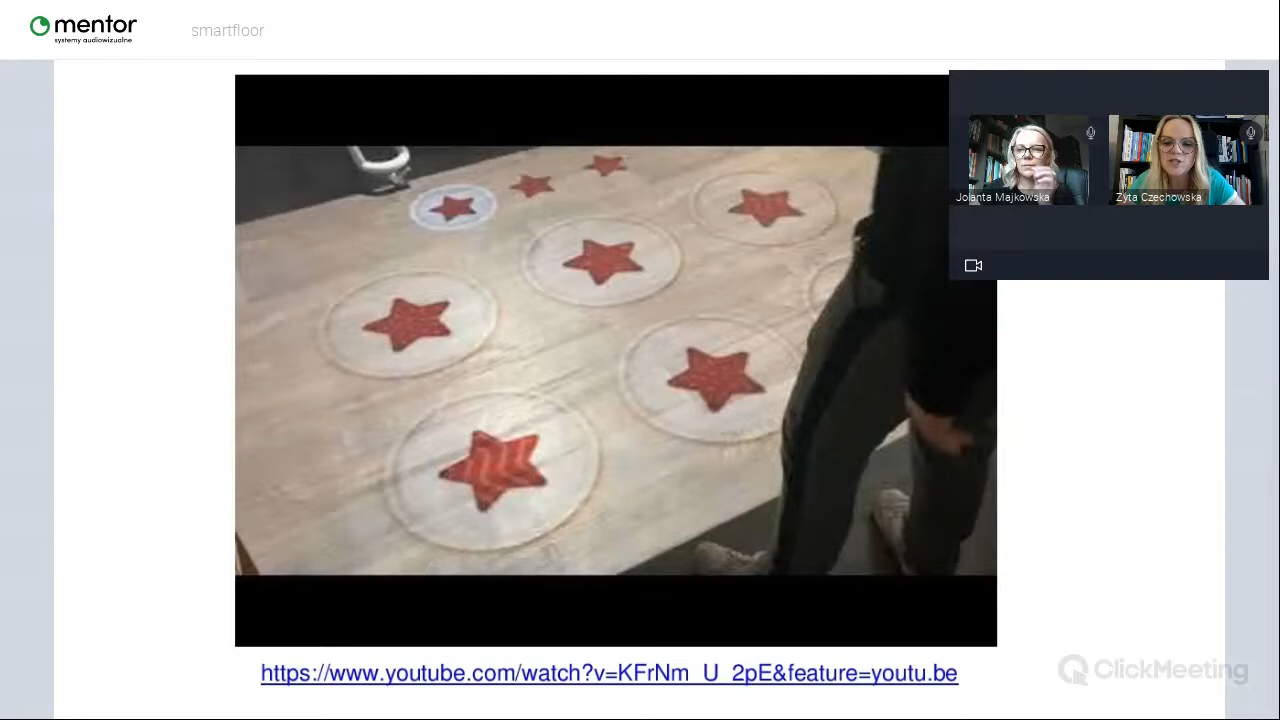 mentor
systemy audiowizualne
smartfloor
Jolanta Majkowska
Zyta Czechowska
https://www.youtube.com/watch?v=KFrNm_U_2pE&feature=youtu.be
ClickMeeting